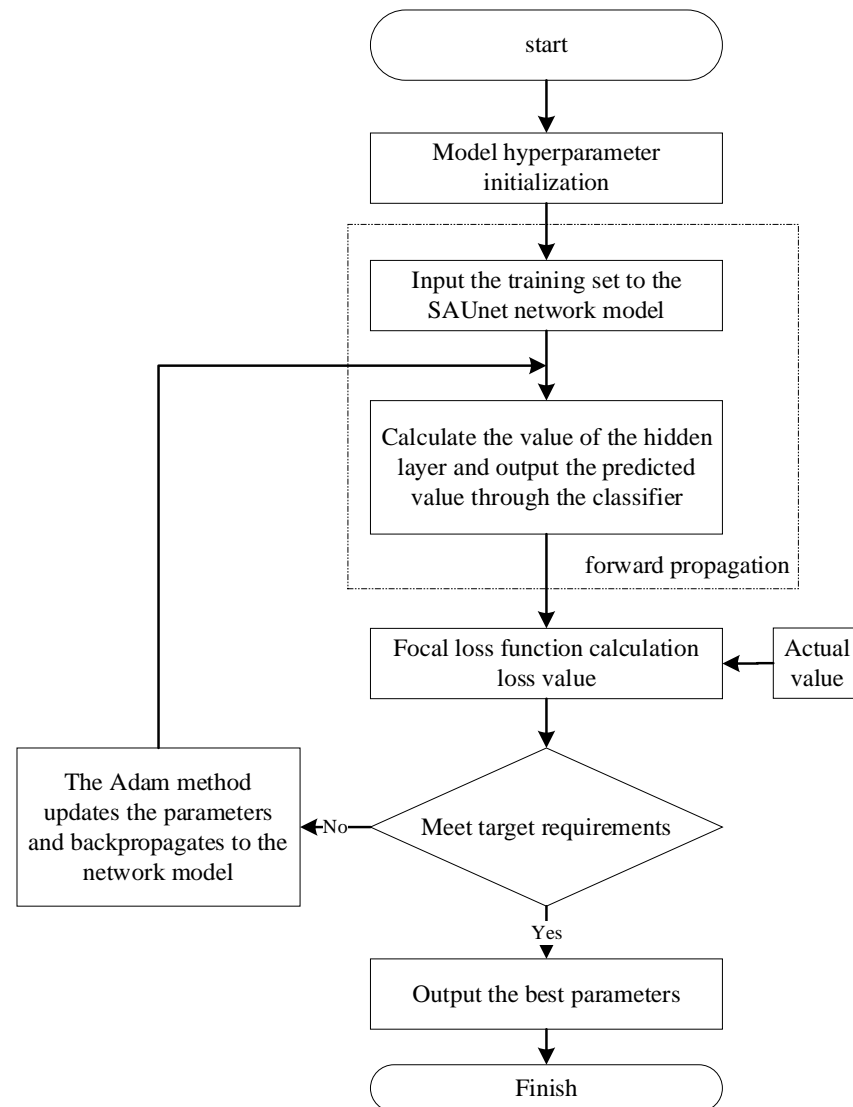 start
Model hyperparameter
initialization
Input the training set to the
SAUnet network model
Calculate the value of the hidden
layer and output the predicted
value through the classifier
forward propagation
Focal loss function calculation
loss value
Actual
value
The Adam method
updates the parameters
and backpropagates to the
network model
No
Meet target requirements
Yes
Output the best parameters
Finish